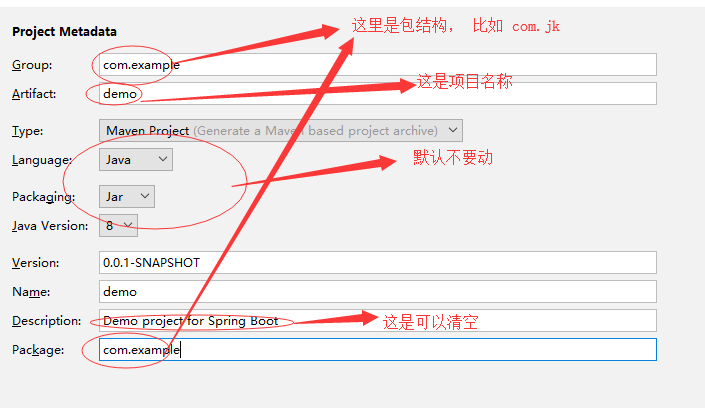 这里是包结构， 比如 com.jk
Project Metadata
Group: com.example
这是项目名称
Artifact: demo
Type: Maven Project (Generate a Maven based project archive)
Language: Java
默认不要动
Packaging: Jar
Java Version: 8
Version: 0.0.1-SNAPSHOT
Name: demo
Description: Demo project for Spring Boot
这是可以清空
Package: com.example